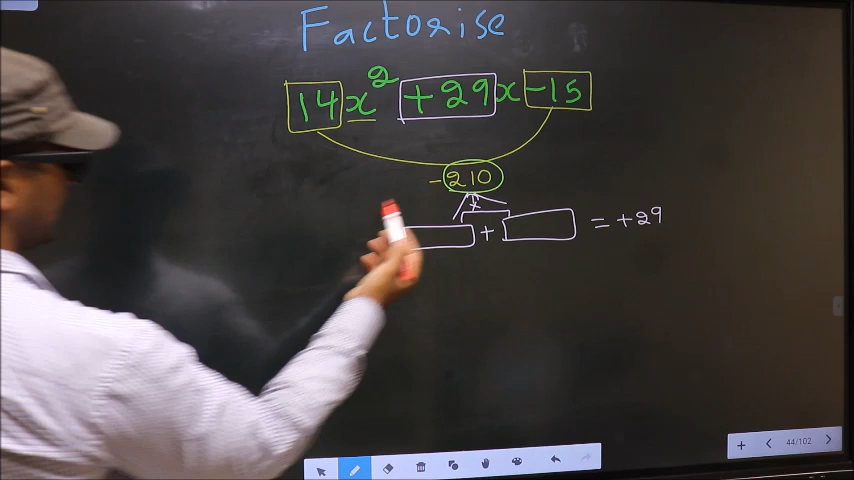 Factorise
14x² +29x -15
-210
×
+ = +29
+ < 44/102 >